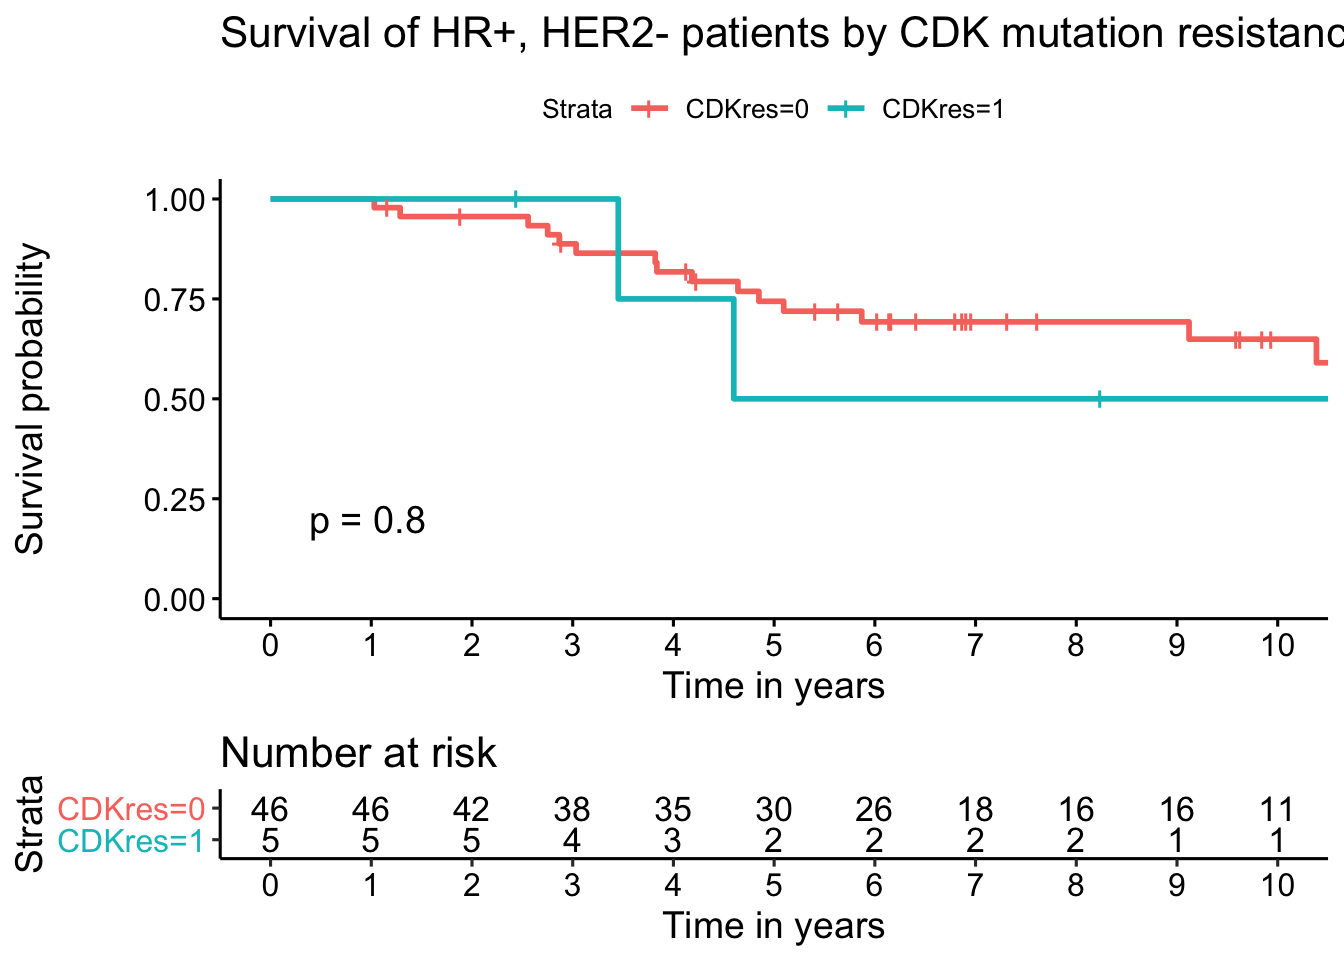 Survival of HR+, HER2- patients by CDK mutation resistanc
Strata CDKres=0 CDKres=1
Survival probability
1.00
0.75
0.50
0.25
0.00
p = 0.8
0 1 2 3 4 5 6 7 8 9 10
Time in years
Number at risk
Strata
CDKres=0 46 46 42 38 35 30 26 18 16 16 11
CDKres=1 5 5 5 4 3 2 2 2 2 1 1
0 1 2 3 4 5 6 7 8 9 10
Time in years